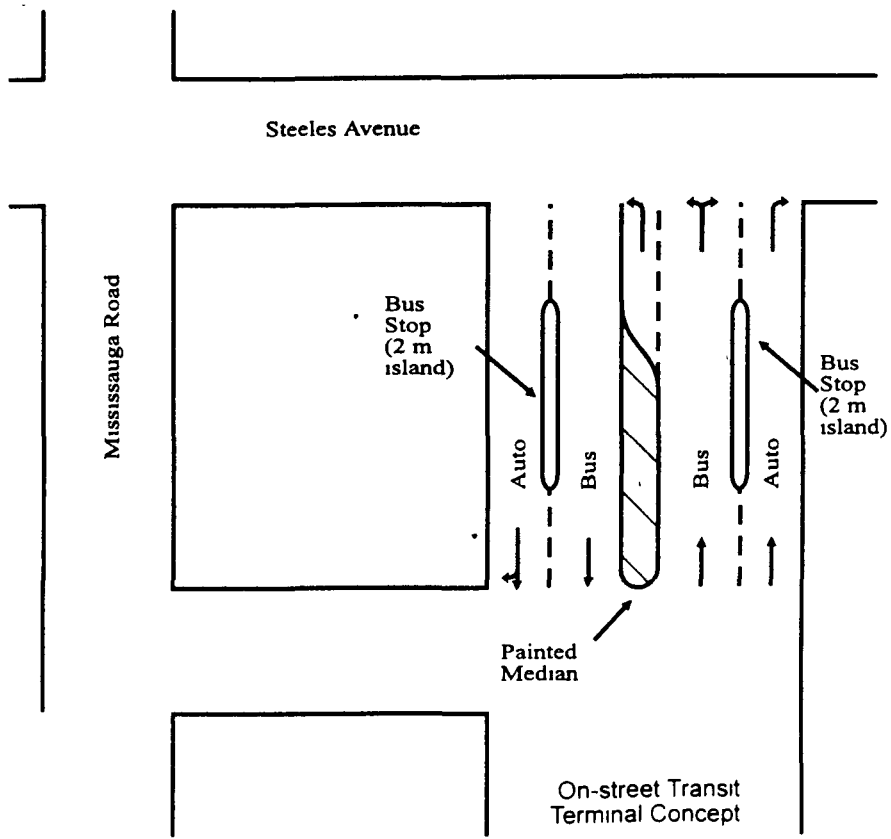 Steeles Avenue
Mississauga Road
Bus
Stop
(2 m
island)
Bus
Stop
(2 m
island)
Auto
Bus
Bus
Auto
Painted
Median
On-street Transit
Terminal Concept